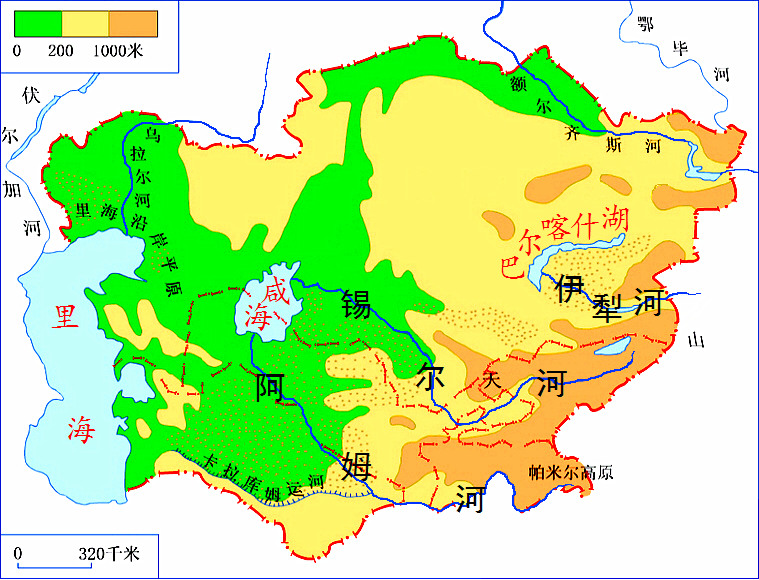 0 200 1000米
鄂毕河
伏尔加河
额尔齐斯河
乌拉尔河
里海沿岸平原
巴尔喀什湖
伊犁河
咸海
锡尔河
里海
天山
阿姆河
卡拉库姆运河
帕米尔高原
0 320千米